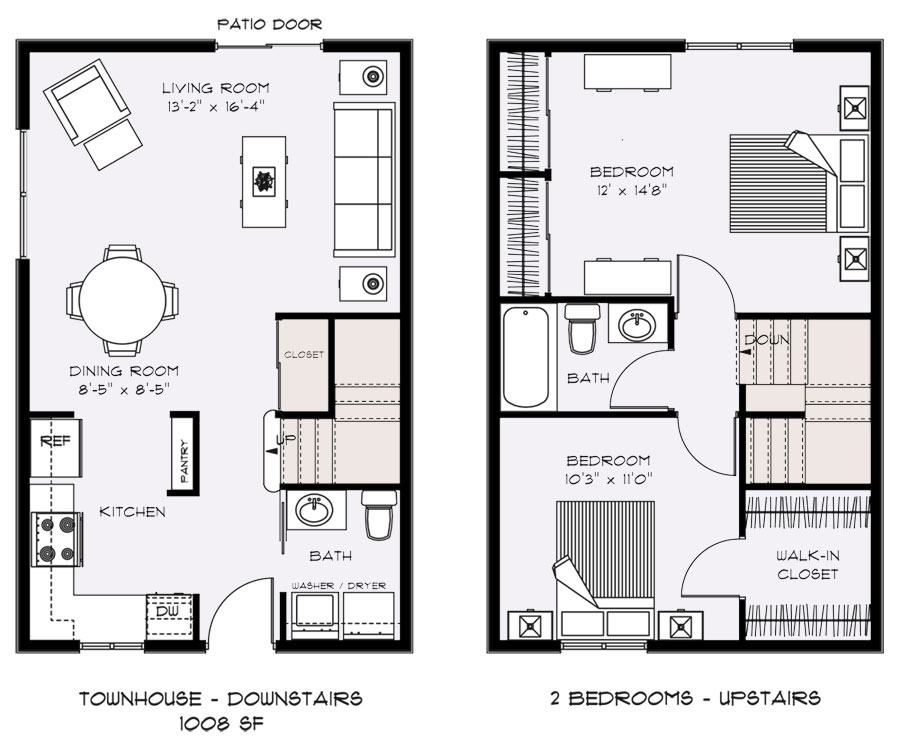 PATIO DOOR
LIVING ROOM
13'-2" x 16'-4"
DINING ROOM
8'-5" x 8'-5"
CLOSET
UP
REF
PANTRY
KITCHEN
BATH
WASHER / DRYER
DW
TOWNHOUSE - DOWNSTAIRS
1008 SF
BEDROOM
12' x 14'8"
DOWN
BATH
BEDROOM
10'3" x 11'0"
WALK-IN
CLOSET
2 BEDROOMS - UPSTAIRS